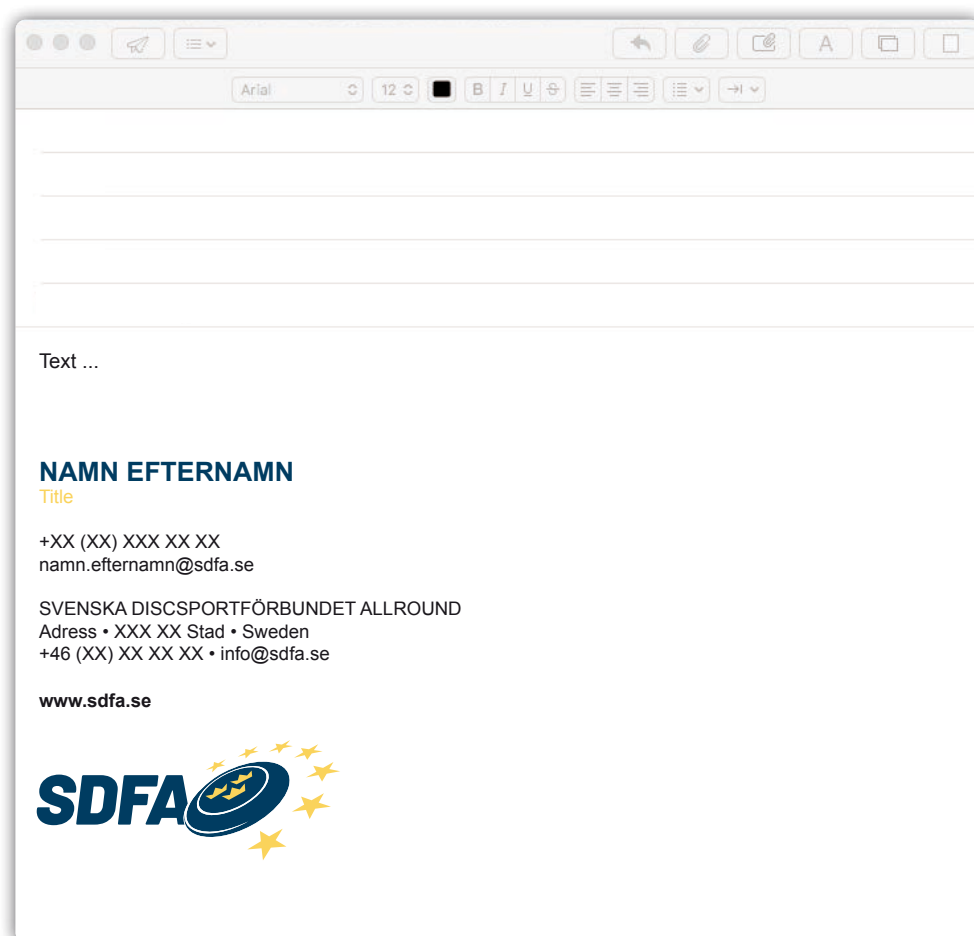 Arial
12
B I U S
A
Text ...
NAMN EFTERNAMN
Title
+XX (XX) XXX XX XX
namn.efternamn@sdfa.se
SVENSKA DISCSPORTFÖRBUNDET ALLROUND
Adress • XXX XX Stad • Sweden
+46 (XX) XX XX XX • info@sdfa.se
www.sdfa.se
SDFA